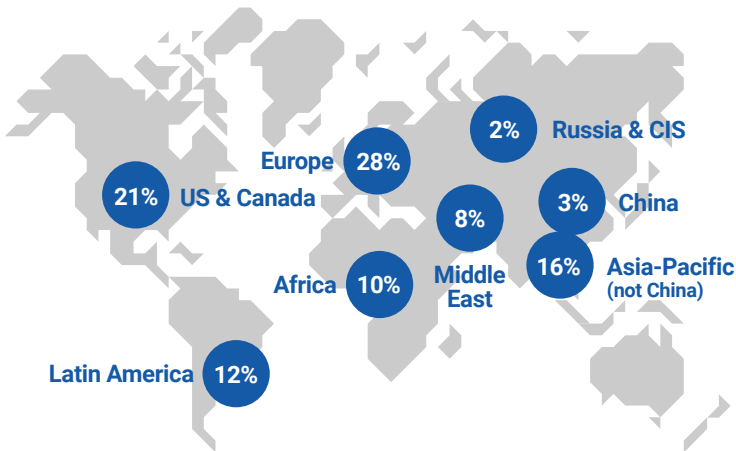 2%
Russia & CIS
Europe
28%
21%
US & Canada
3%
China
8%
Middle
East
16%
Asia-Pacific
(not China)
Africa
10%
Latin America
12%